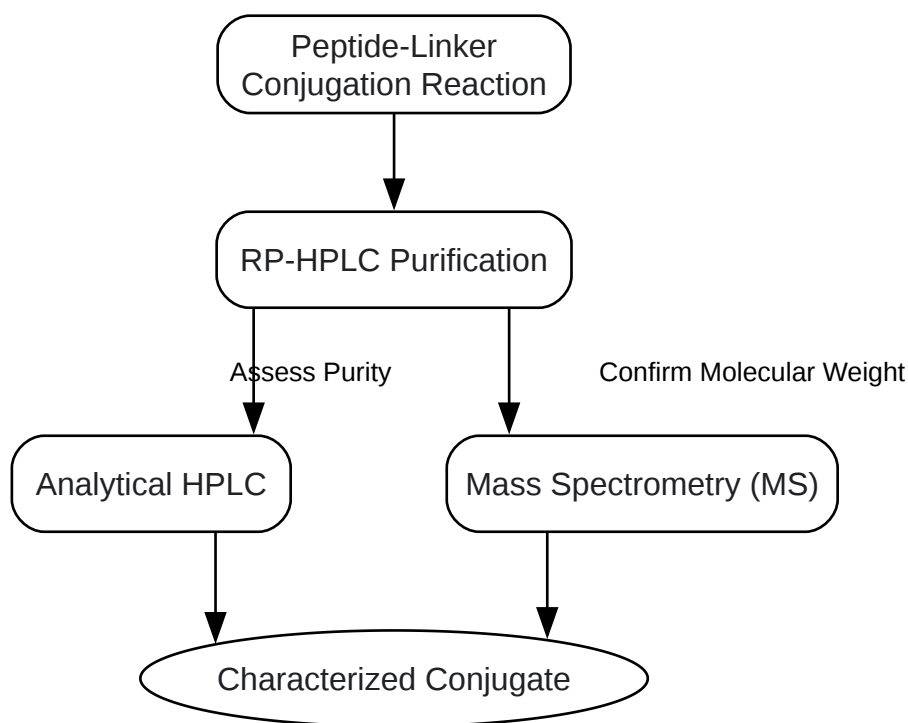 Peptide-Linker
Conjugation Reaction
RP-HPLC Purification
Assess Purity
Confirm Molecular Weight
Analytical HPLC
Mass Spectrometry (MS)
Characterized Conjugate